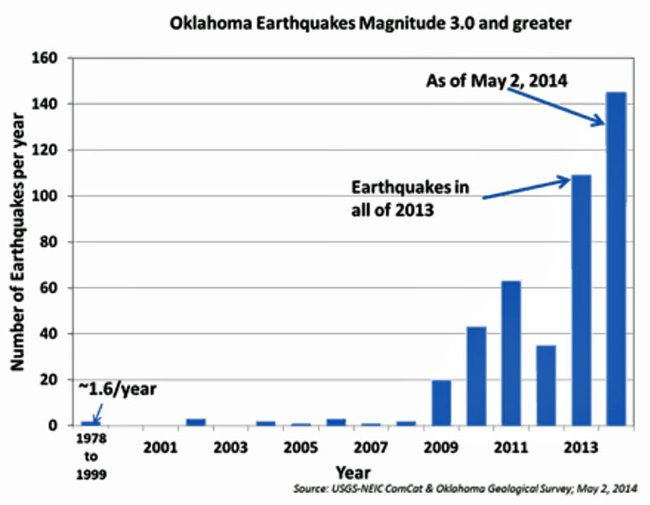 Oklahoma Earthquakes Magnitude 3.0 and greater
Number of Earthquakes per year
160
140
120
100
80
60
40
20
0
As of May 2, 2014
Earthquakes in
all of 2013
~1.6/year
1978
to
1999
2001
2003
2005
2007
2009
2011
2013
Year
Source: USGS-NEIC ComCat & Oklahoma Geological Survey; May 2, 2014